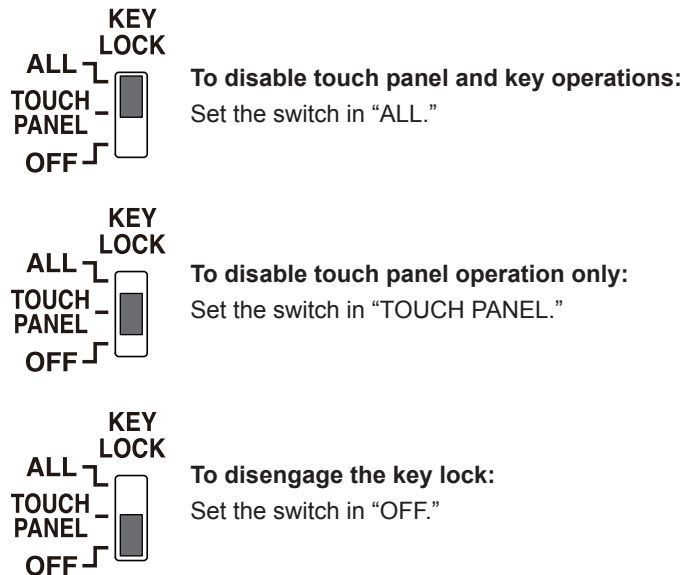 KEY
LOCK
ALL
TOUCH
PANEL
OFF
To disable touch panel and key operations:
Set the switch in “ALL.”
KEY
LOCK
ALL
TOUCH
PANEL
OFF
To disable touch panel operation only:
Set the switch in “TOUCH PANEL.”
KEY
LOCK
ALL
TOUCH
PANEL
OFF
To disengage the key lock:
Set the switch in “OFF.”